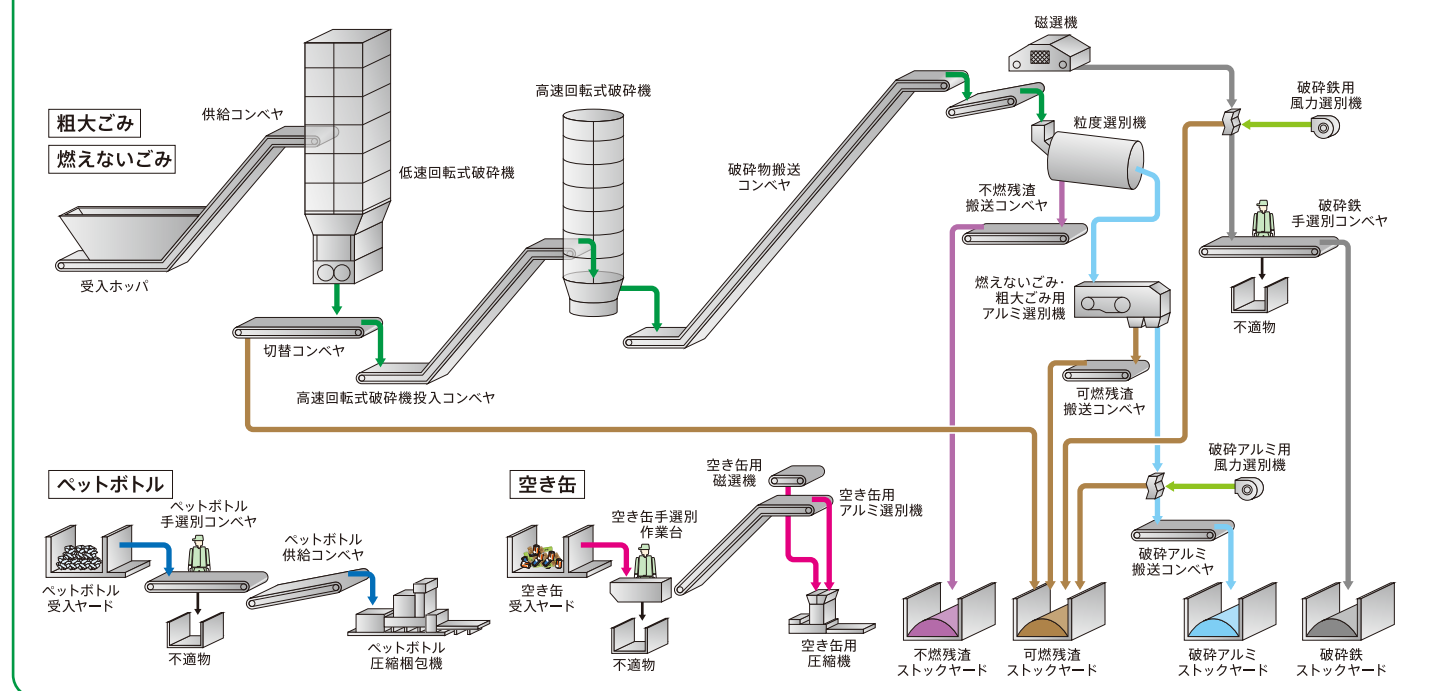 粗大ごみ
燃えないごみ
供給コンベヤ
受入ホッパ
低速回転式破砕機
切替コンベヤ
高速回転式破砕機投入コンベヤ
高速回転式破砕機
破砕物搬送
コンベヤ
磁選機
粒度選別機
破砕鉄用
風力選別機
不燃残渣
搬送コンベヤ
破砕鉄
手選別コンベヤ
不適物
燃えないごみ・
粗大ごみ用
アルミ選別機
可燃残渣
搬送コンベヤ
破砕アルミ用
風力選別機
破砕アルミ
搬送コンベヤ
ペットボトル
ペットボトル
手選別コンベヤ
ペットボトル
受入ヤード
不適物
ペットボトル
供給コンベヤ
ペットボトル
圧縮梱包機
空き缶
空き缶
受入ヤード
空き缶手選別
作業台
不適物
空き缶用
磁選機
空き缶用
アルミ選別機
空き缶用
圧縮機
不燃残渣
ストックヤード
可燃残渣
ストックヤード
破砕アルミ
ストックヤード
破砕鉄
ストックヤード